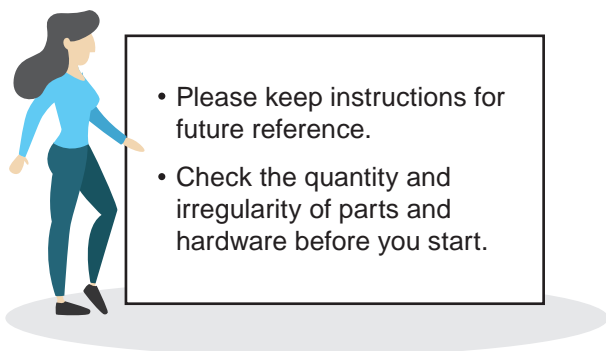 • Please keep instructions for
future reference.
• Check the quantity and
irregularity of parts and
hardware before you start.